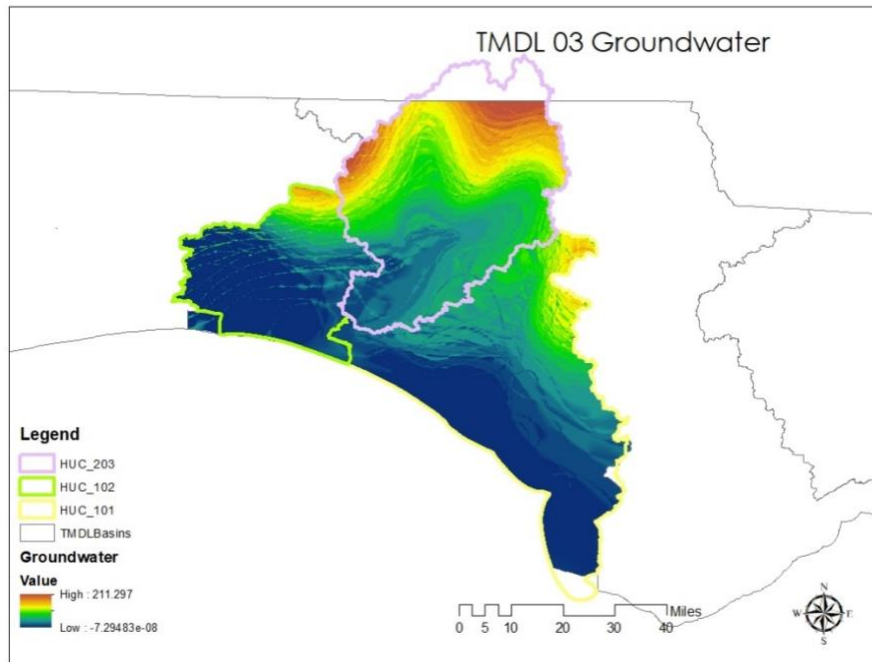 TMDL 03 Groundwater
Legend
HUC_203
HUC_102
HUC_101
TMDLBasins
Groundwater
Value
High : 211.297
Low : -7.29483e-08
Miles
0 5 10 20 30 40
N
W E
S